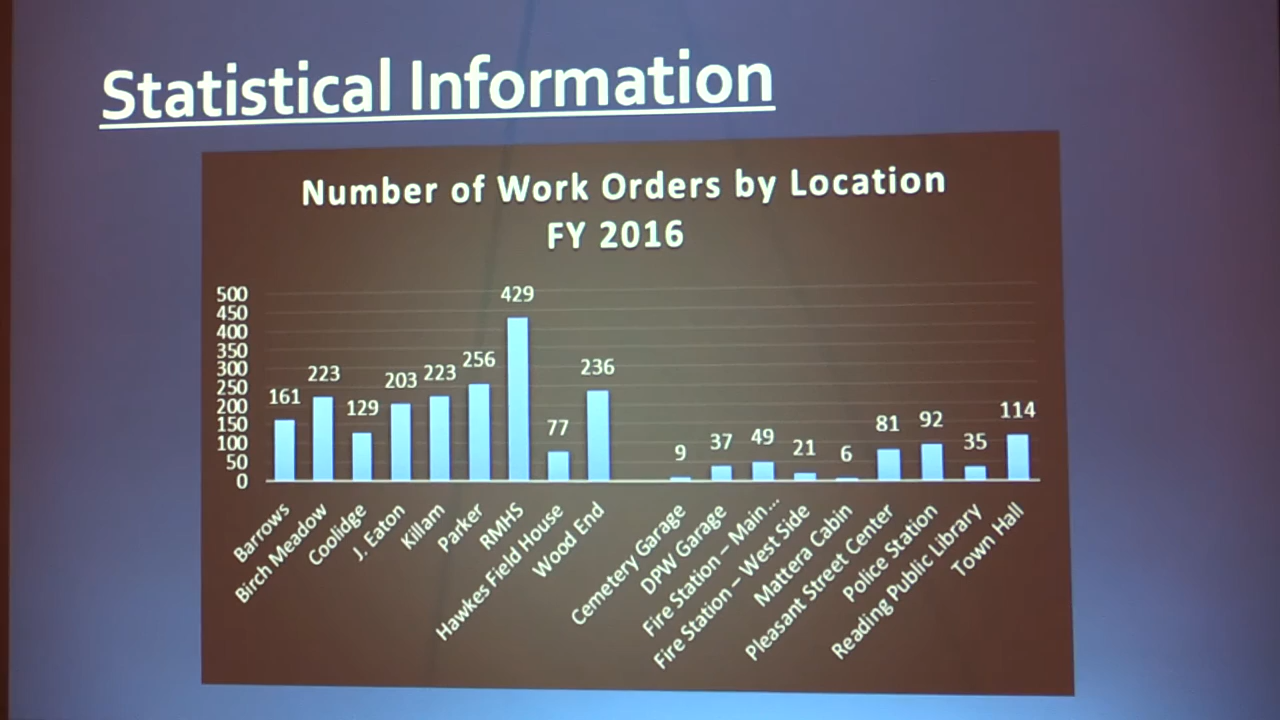 Statistical Information
Number of Work Orders by Location
FY 2016
500
450
400
350
300
250
200
150
100
50
0
161
223
129
203
223
256
429
77
236
9
37
49
21
6
81
92
35
114
Barrows
Birch Meadow
Coolidge
J. Eaton
Killam
Parker
RMHS
Hawkes Field House
Wood End
Cemetery Garage
DPW Garage
Fire Station – Main...
Fire Station – West Side
Mattera Cabin
Pleasant Street Center
Police Station
Reading Public Library
Town Hall